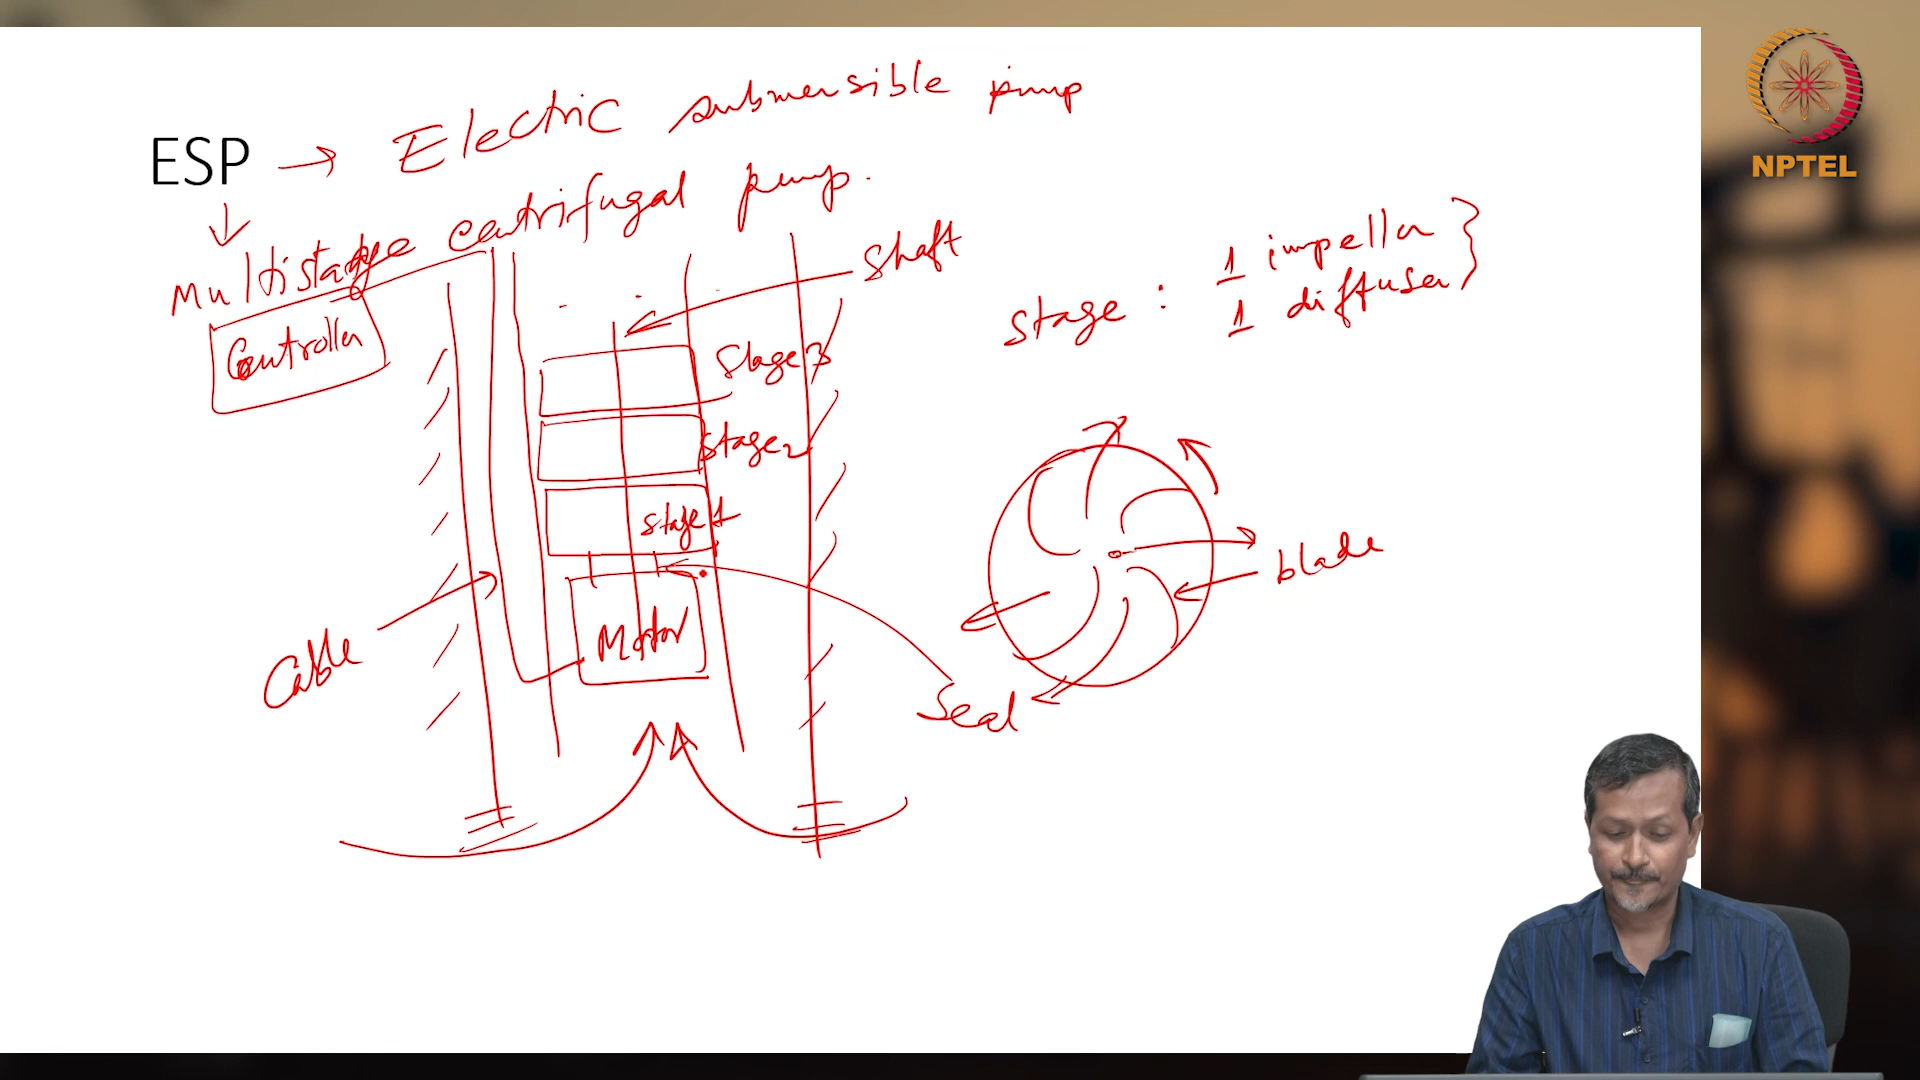 ESP → Electric submersible pump
Multistage centrifugal pump.
Controller
Shaft
stage : 1 impeller
1 diffuser
Stage 3
Stage 2
Stage 1
Motor
Cable
Seal
blade
NPTEL